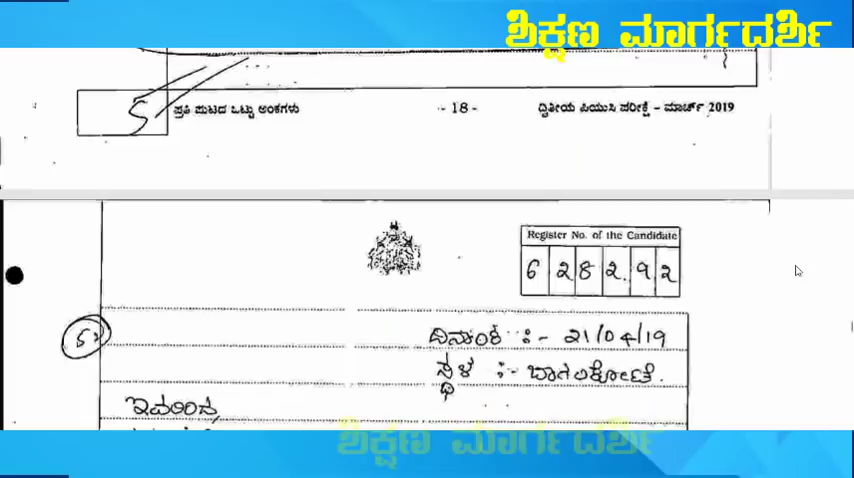 ಶಿಕ್ಷಣ ಮಾರ್ಗದರ್ಶಿ
5
ಪ್ರತಿ ಪುಟದ ಒಟ್ಟು ಅಂಕಗಳು - 18 - ದ್ವಿತೀಯ ಪಿಯುಸಿ ಪರೀಕ್ಷೆ – ಮಾರ್ಚ್ 2019
Register No. of the Candidate
6 2 8 2 9 2
ದಿನಾಂಕ :- 21/04/19
ಸ್ಥಳ :- ಬಾಗಲಕೋಟೆ.
ಇವರಿಂದ,
ಶಿಕ್ಷಣ ಮಾರ್ಗದರ್ಶಿ